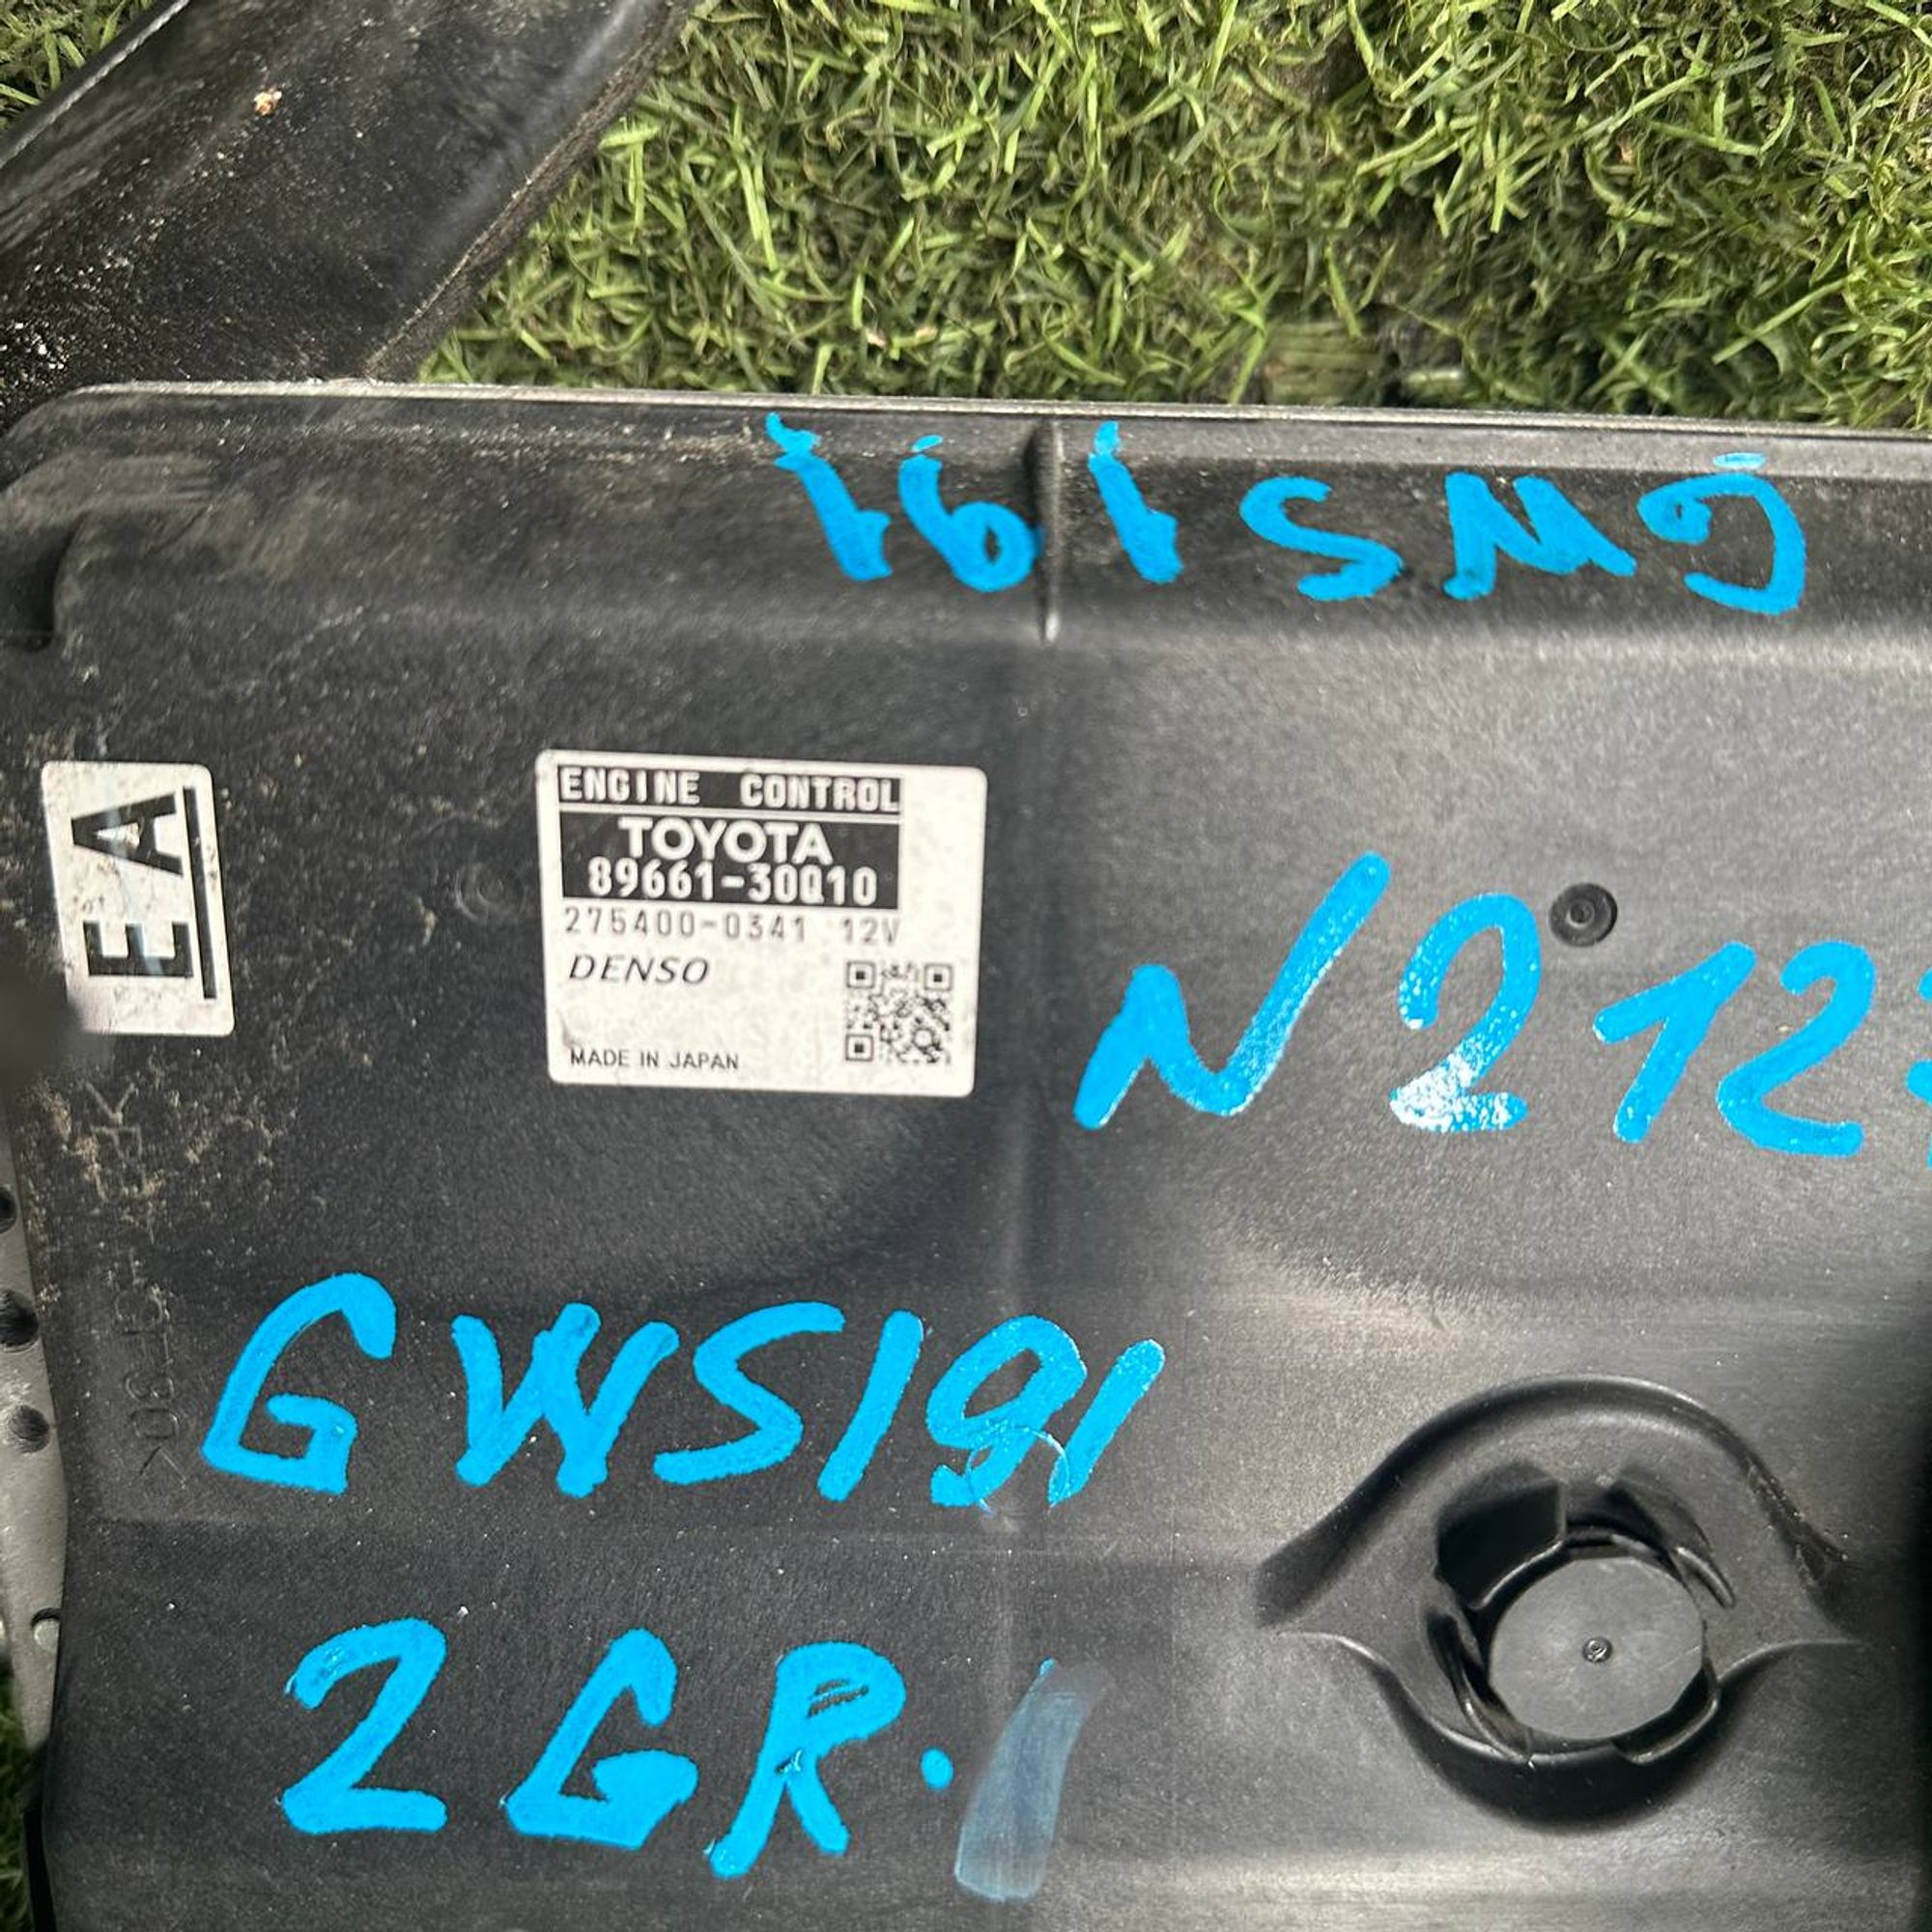 GWS191
EA
ENGINE CONTROL
TOYOTA
89661-30Q10
275400-0341 12V
DENSO
MADE IN JAPAN
N212
GWS191
2GR.